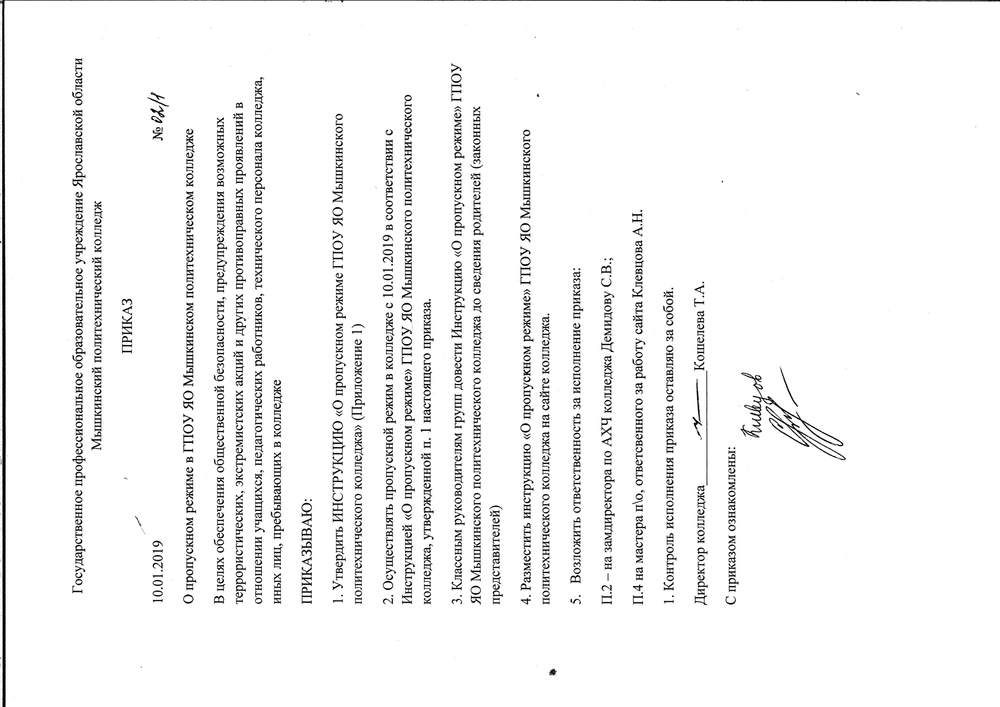 Государственное профессиональное образовательное учреждение Ярославской области
Мышкинский политехнический колледж
ПРИКАЗ
10.01.2019 № 02/1
О пропускном режиме в ГПОУ ЯО Мышкинском политехническом колледже
В целях обеспечения общественной безопасности, предупреждения возможных
террористических, экстремистских акций и других противоправных проявлений в
отношении учащихся, педагогических работников, технического персонала колледжа,
иных лиц, пребывающих в колледже
ПРИКАЗЫВАЮ:
1. Утвердить ИНСТРУКЦИЮ «О пропускном режиме ГПОУ ЯО Мышкинского
политехнического колледжа» (Приложение 1)
2. Осуществлять пропускной режим в колледже с 10.01.2019 в соответствии с
Инструкцией «О пропускном режиме» ГПОУ ЯО Мышкинского политехнического
колледжа, утвержденной п. 1 настоящего приказа.
3. Классным руководителям групп довести Инструкцию «О пропускном режиме» ГПОУ
ЯО Мышкинского политехнического колледжа до сведения родителей (законных
представителей)
4. Разместить инструкцию «О пропускном режиме» ГПОУ ЯО Мышкинского
политехнического колледжа на сайте колледжа.
5. Возложить ответственность за исполнение приказа:
П.2 – на замдиректора по АХЧ колледжа Демидову С.В.;
П.4 на мастера п\о, ответсвенного за работу сайта Клевцова А.Н.
1. Контроль исполнения приказа оставляю за собой.
Директор колледжа Кошелева Т.А.
С приказом ознакомлены: